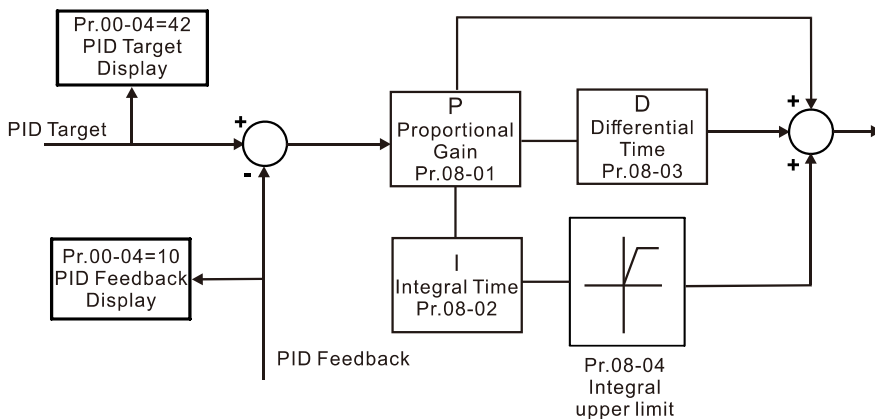 Pr.00-04=42
PID Target
Display
PID Target
+
-
Pr.00-04=10
PID Feedback
Display
PID Feedback
P
Proportional
Gain
Pr.08-01
D
Differential
Time
Pr.08-03
I
Integral Time
Pr.08-02
Pr.08-04
Integral
upper limit
+
+